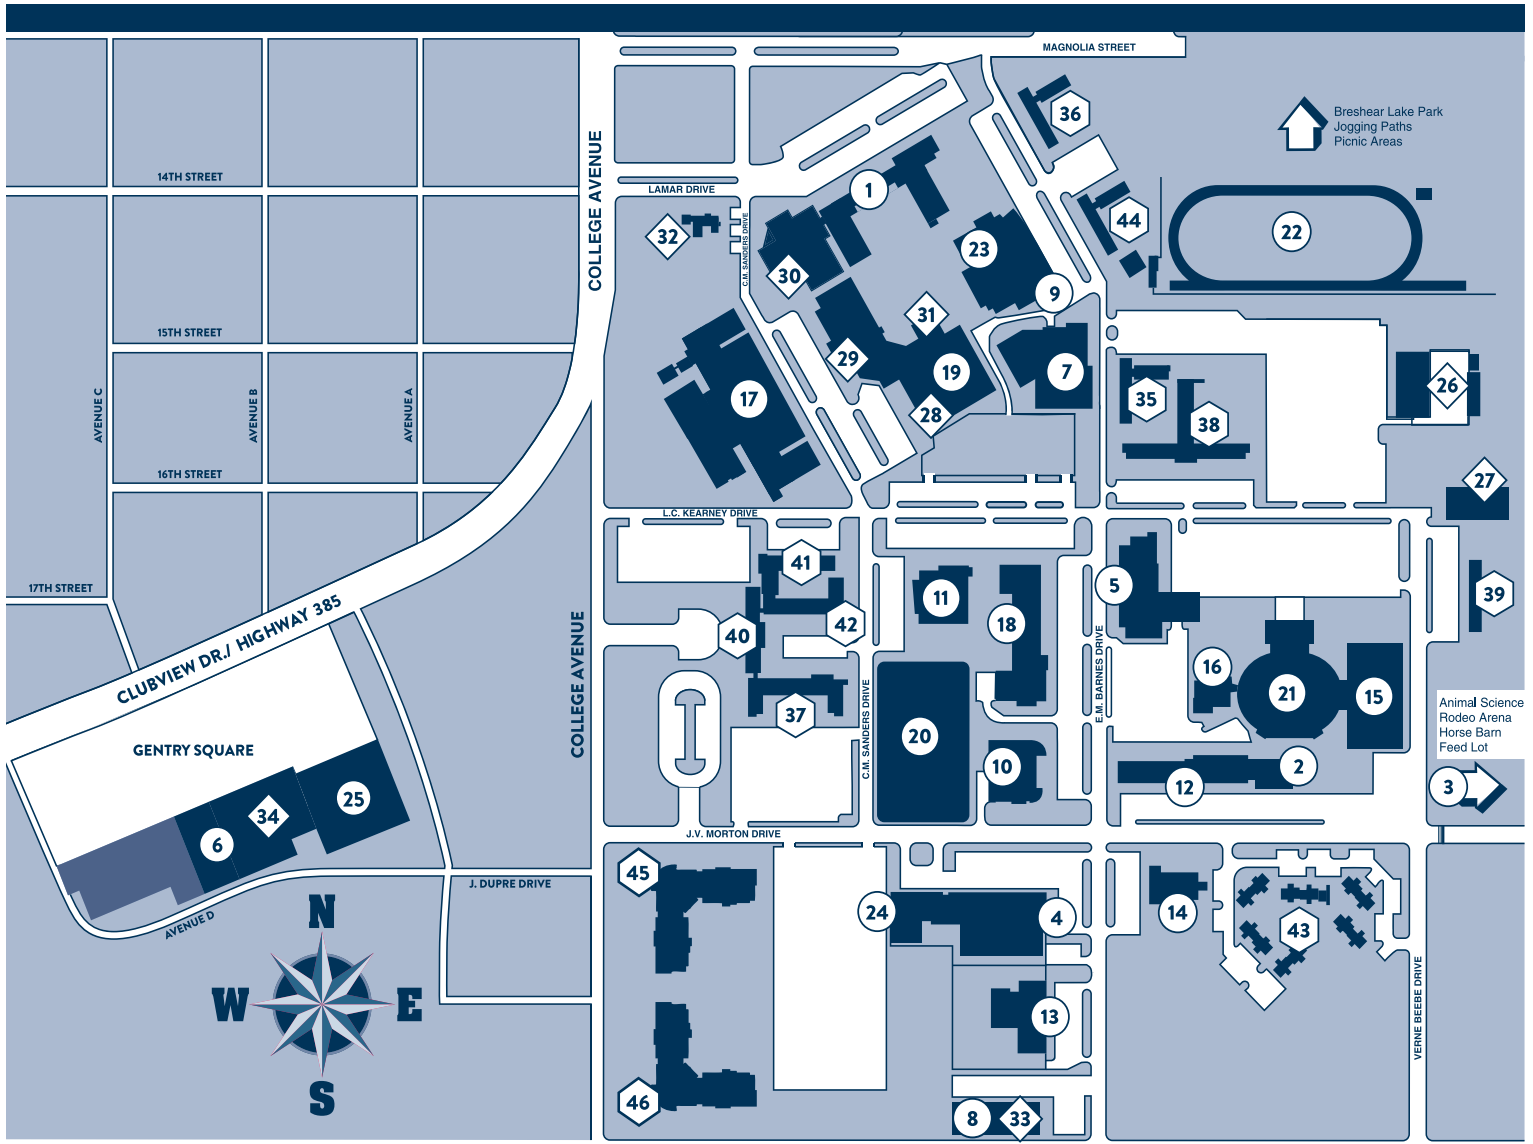 MAGNOLIA STREET
36
Breshear Lake Park
Jogging Paths
Picnic Areas
14TH STREET
COLLEGE AVENUE
LAMAR DRIVE
1
44
22
32
C.M. SANDERS DRIVE
23
30
9
31
15TH STREET
29
19
7
26
AVENUE C
AVENUE B
AVENUE A
17
28
35
38
16TH STREET
27
L.C. KEARNEY DRIVE
41
5
39
17TH STREET
CLUBVIEW DR./ HIGHWAY 385
40
42
11
18
COLLEGE AVENUE
E.M. BARNES DRIVE
16
21
15
37
C.M. SANDERS DRIVE
20
Animal Science
Rodeo Arena
Horse Barn
Feed Lot
GENTRY SQUARE
10
12
2
3
25
34
6
J.V. MORTON DRIVE
45
J. DUPRE DRIVE
AVENUE D
24
4
14
43
N
W
E
S
13
VERNE BEEBE DRIVE
46
8
33